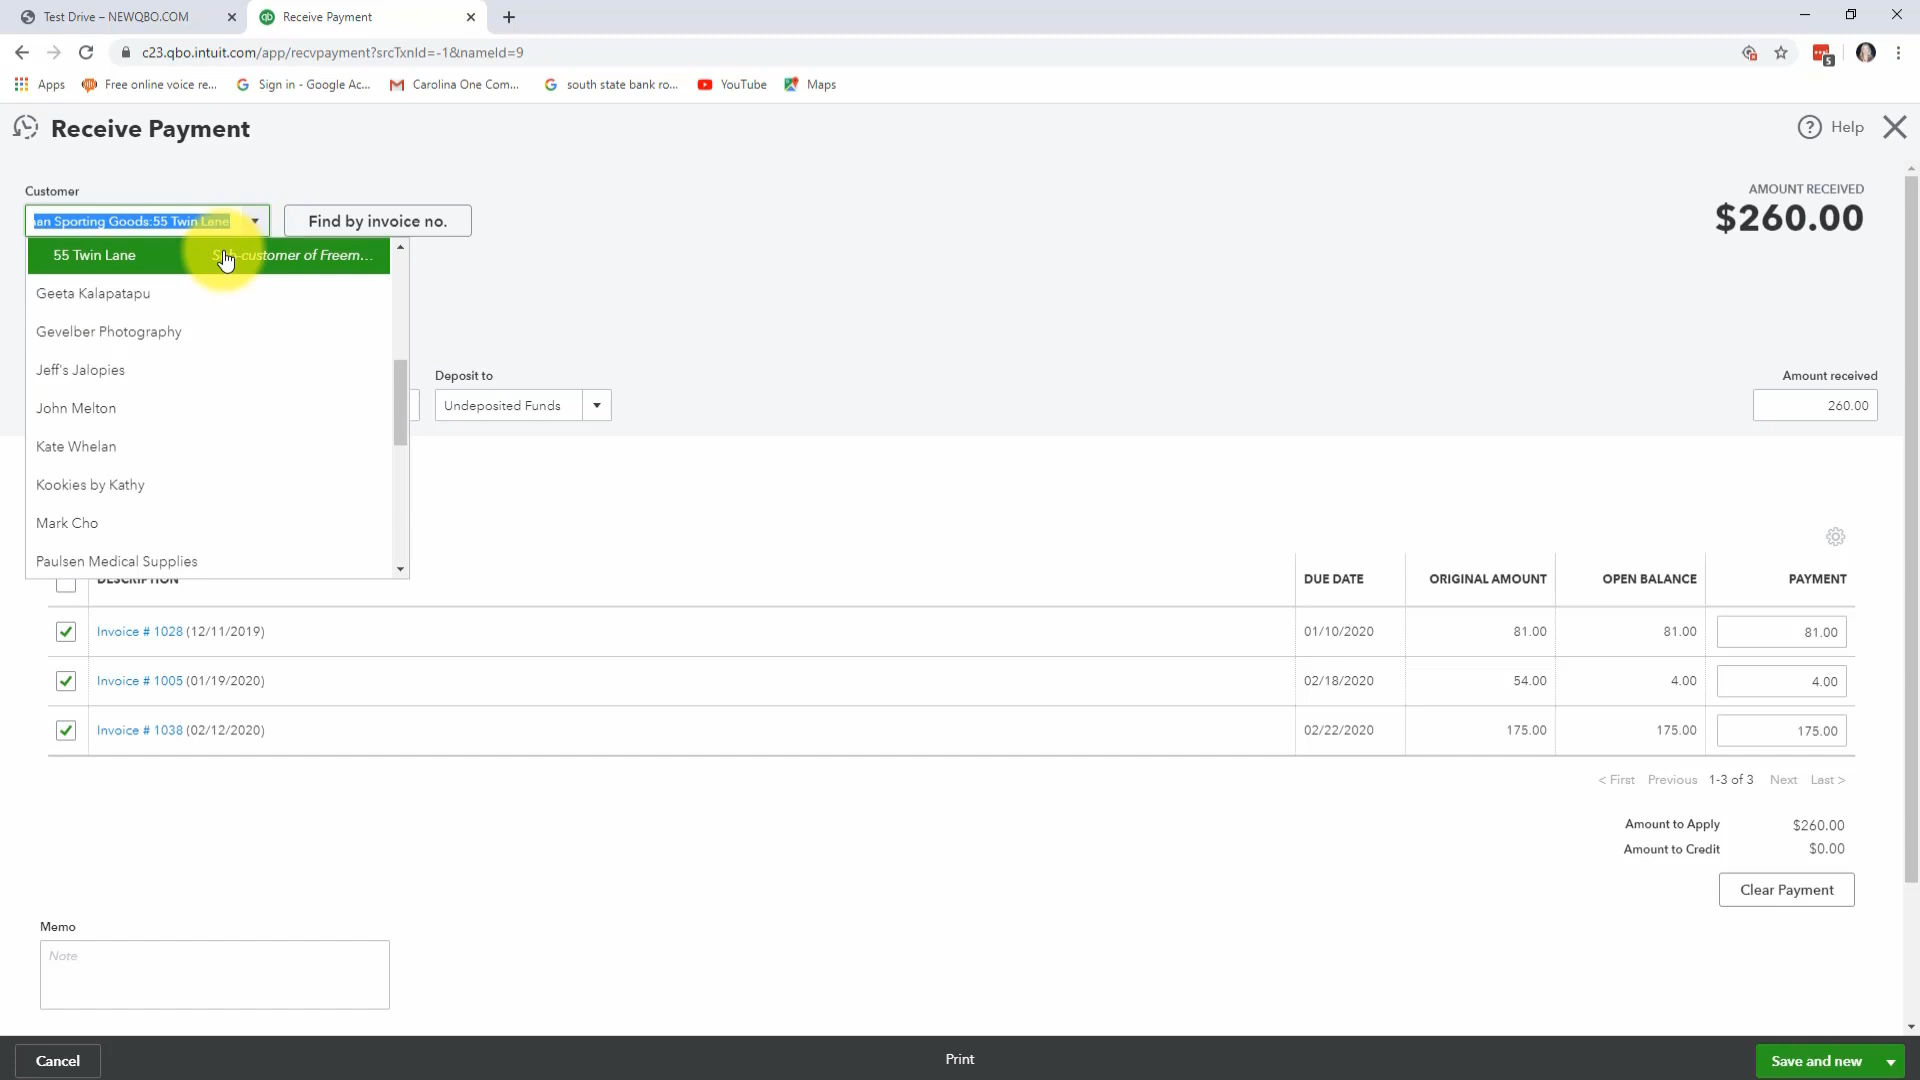 Test Drive – NEWQBO.COM
Receive Payment
c23.qbo.intuit.com/app/recvpayment?srcTxnId=-1&nameId=9
5
Apps
Free online voice re...
Sign in - Google Ac...
Carolina One Com...
south state bank ro...
YouTube
Maps
Receive Payment
Help
Customer
AMOUNT RECEIVED
Sporting Goods:55 Twin Lane
Find by invoice no.
$260.00
55 Twin Lane
of Freem...
Geeta Kalapatapu
Gevelber Photography
Jeff's Jalopies
Deposit to
Amount received
John Melton
Undeposited Funds
260.00
Kate Whelan
Kookies by Kathy
Mark Cho
Paulsen Medical Supplies
DESCRIPTION
DUE DATE
ORIGINAL AMOUNT
OPEN BALANCE
PAYMENT
Invoice # 1028 (12/11/2019)
01/10/2020
81.00
81.00
81.00
Invoice # 1005 (01/19/2020)
02/18/2020
54.00
4.00
4.00
Invoice # 1038 (02/12/2020)
02/22/2020
175.00
175.00
175.00
< First
Previous
1-3 of 3
Next
Last >
Amount to Apply
$260.00
Amount to Credit
$0.00
Clear Payment
Memo
Note
Cancel
Print
Save and new